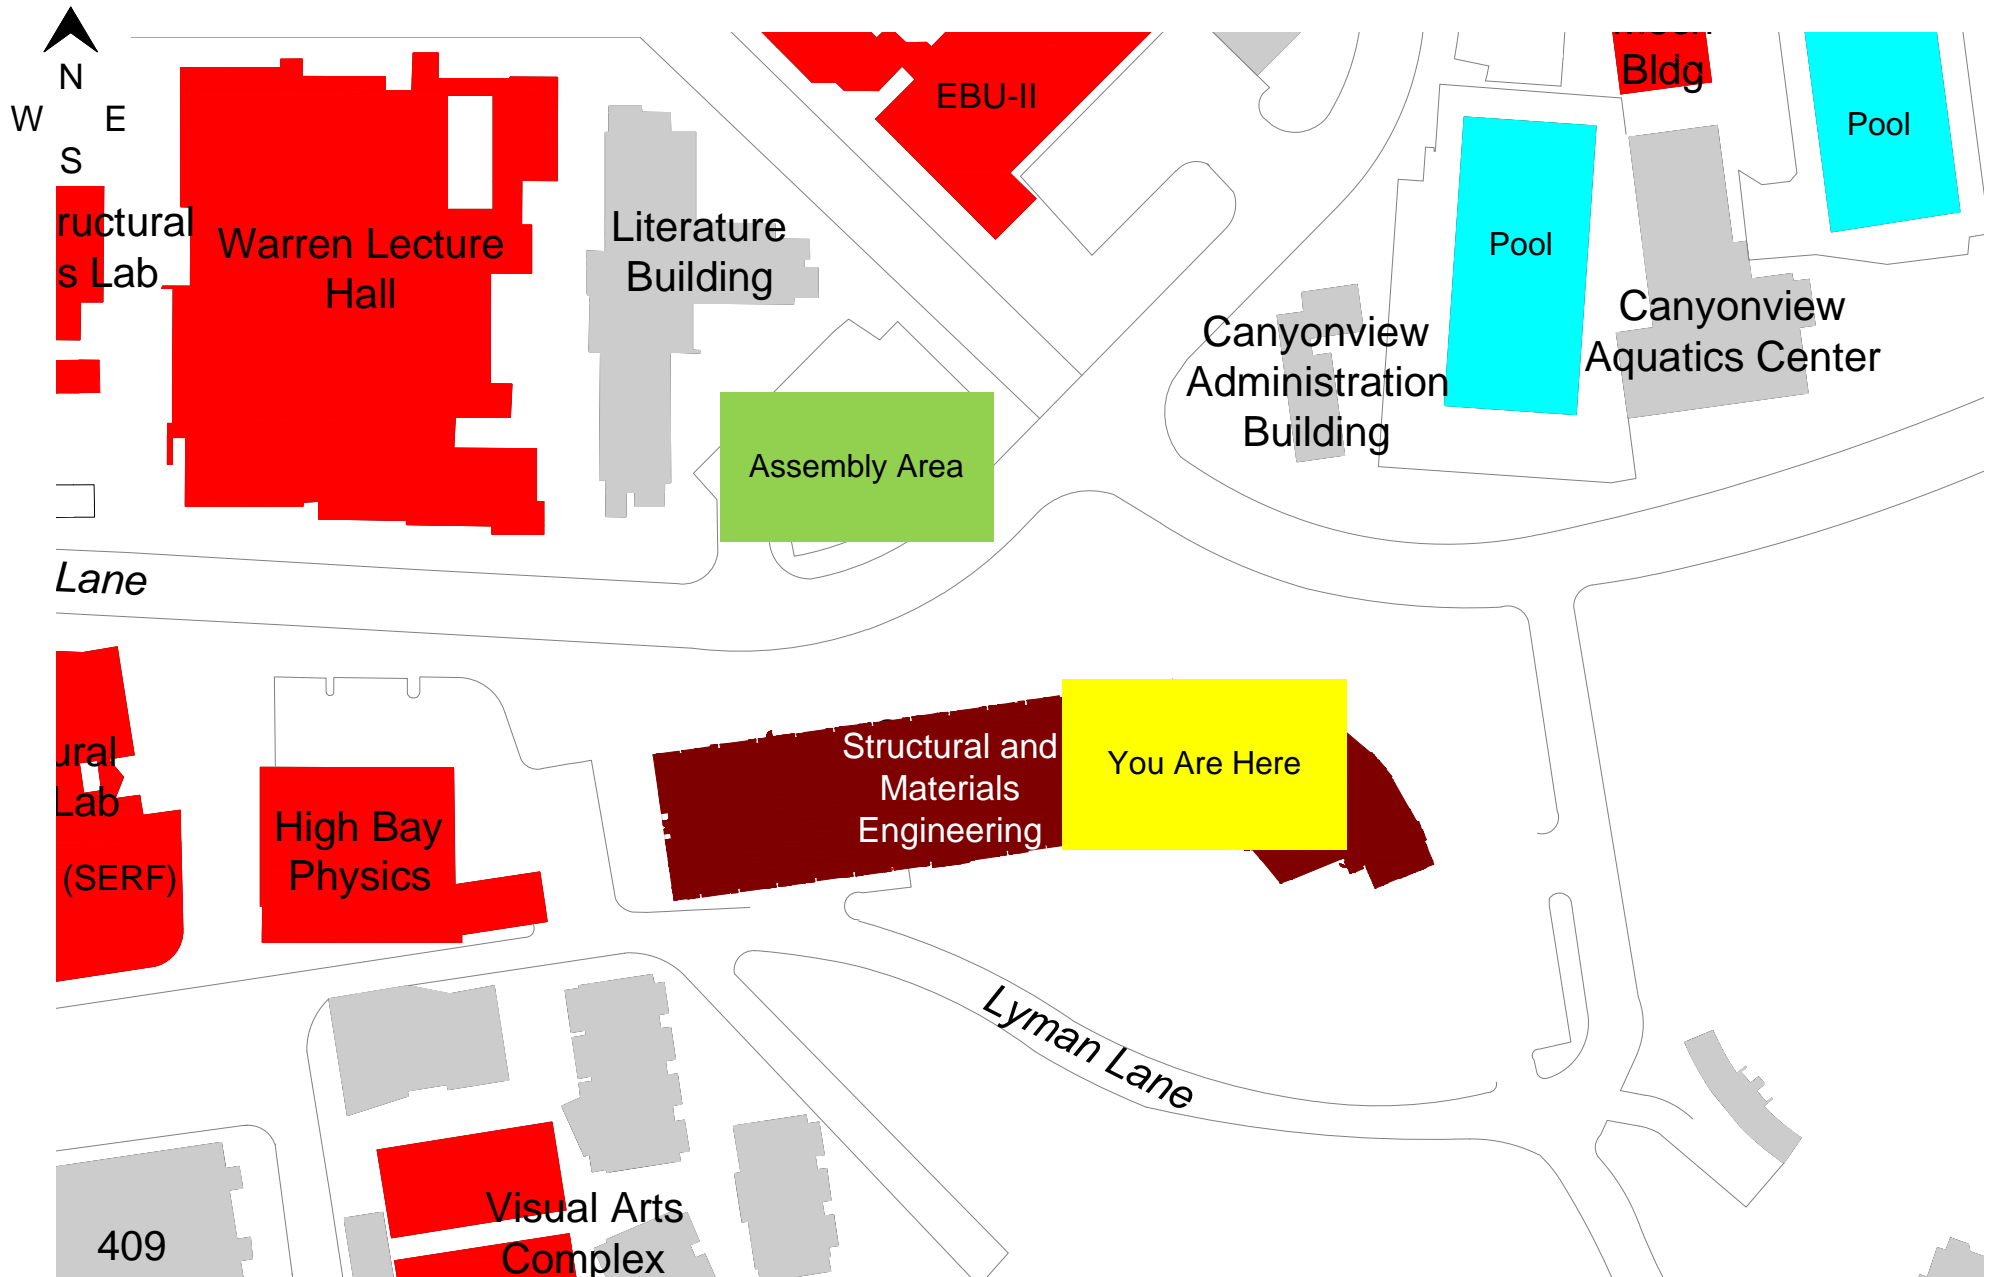 N
W E
S
EBU-II
Bldg
Pool
ructural
s Lab
Warren Lecture
Hall
Literature
Building
Pool
Canyonview
Administration
Building
Canyonview
Aquatics Center
Assembly Area
Lane
Structural and
Materials
Engineering
You Are Here
ural
Lab
(SERF)
High Bay
Physics
Lyman Lane
Visual Arts
Complex
409